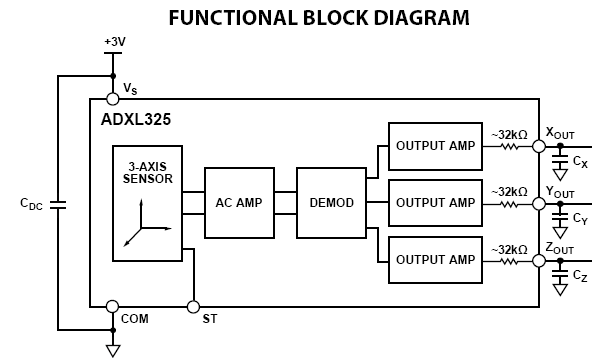 FUNCTIONAL BLOCK DIAGRAM
+3V
VS
ADXL325
3-AXIS
SENSOR
AC AMP
DEMOD
OUTPUT AMP
~32kΩ
XOUT
CX
OUTPUT AMP
~32kΩ
YOUT
CY
OUTPUT AMP
~32kΩ
ZOUT
CZ
CDC
COM
ST